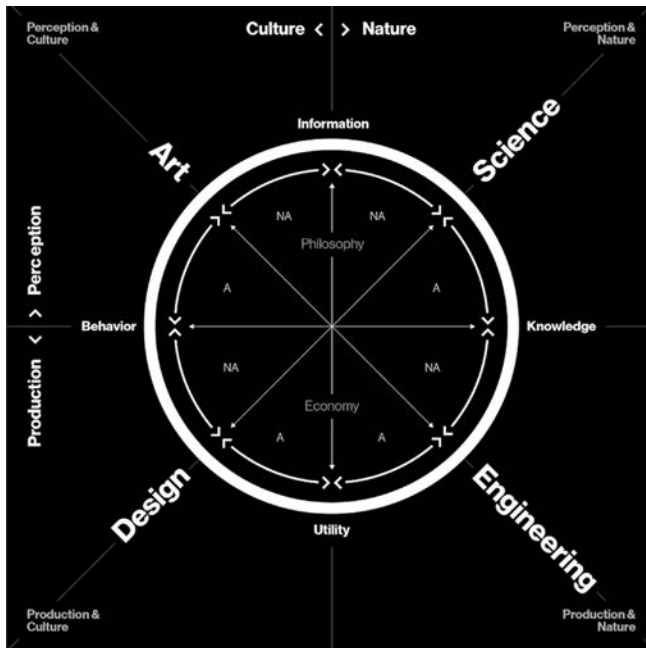 Perception &
Culture
Culture < > Nature
Perception &
Nature
Information
Art
Science
NA
NA
Philosophy
Production < > Perception
A
A
Behavior
Knowledge
NA
NA
Economy
A
A
Design
Engineering
Utility
Production &
Culture
Production &
Nature